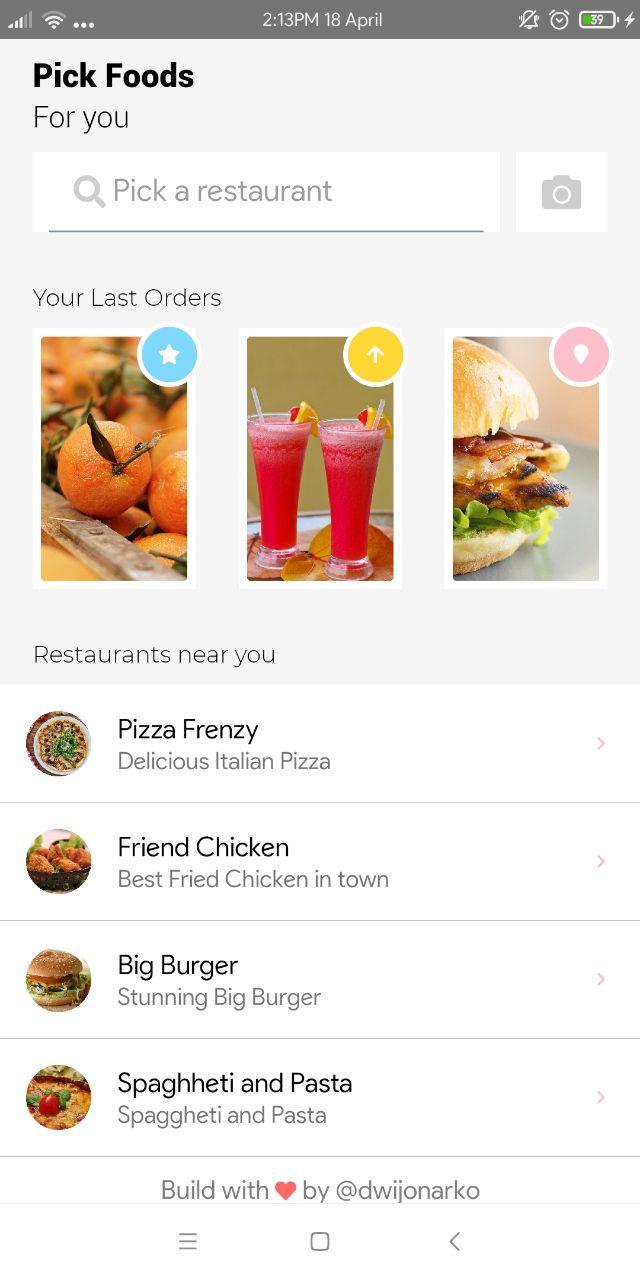 2:13PM 18 April
39
Pick Foods
For you
Pick a restaurant
Your Last Orders
Restaurants near you
Pizza Frenzy
Delicious Italian Pizza
Friend Chicken
Best Fried Chicken in town
Big Burger
Stunning Big Burger
Spaghheti and Pasta
Spaggheti and Pasta
Build with ❤ by @dwijonarko